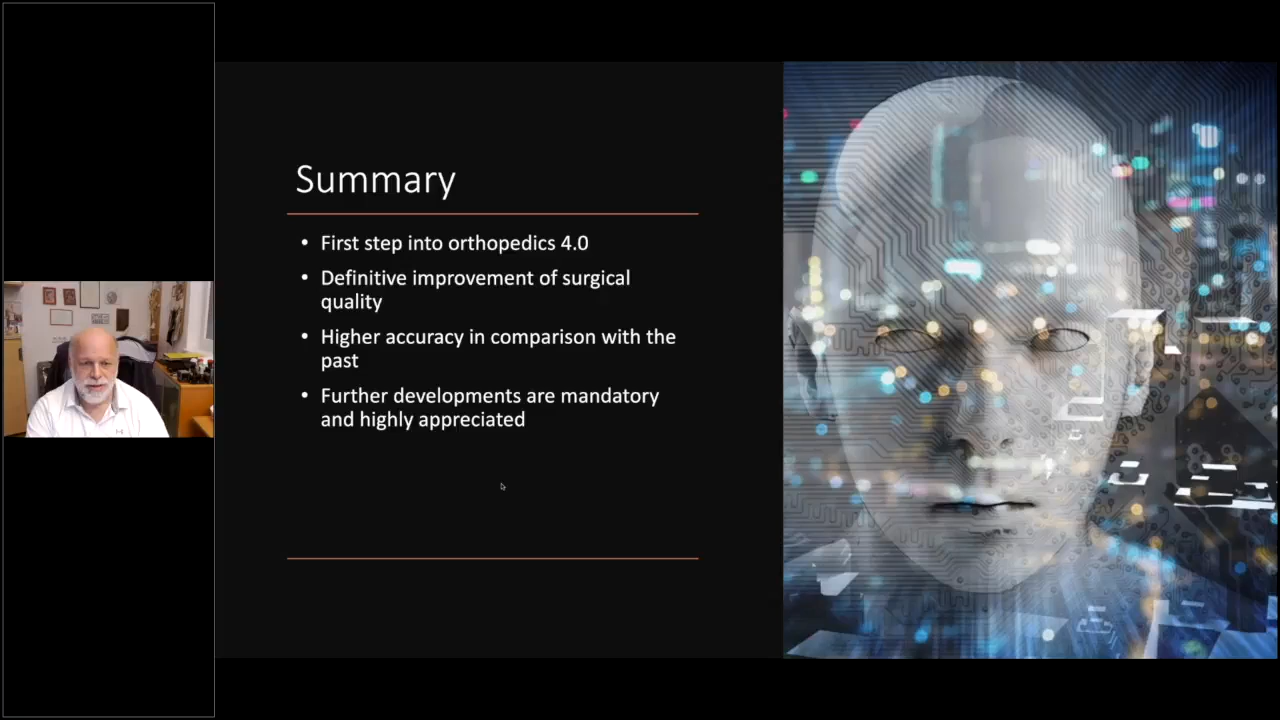 Summary
• First step into orthopedics 4.0
• Definitive improvement of surgical
quality
• Higher accuracy in comparison with the
past
• Further developments are mandatory
and highly appreciated